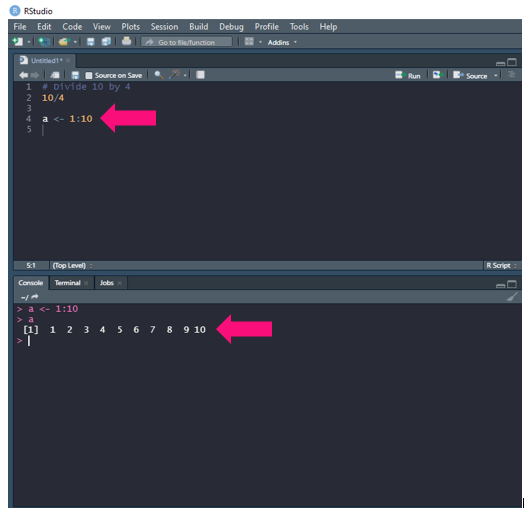 RStudio
File Edit Code View Plots Session Build Debug Profile Tools Help
Go to file/function Addins
Untitled1*
Source on Save Run Source
1 # Divide 10 by 4
2 10/4
3
4 a <- 1:10
5
5:1 (Top Level) R Script
Console Terminal Jobs
~/
> a <- 1:10
> a
[1] 1 2 3 4 5 6 7 8 9 10
>